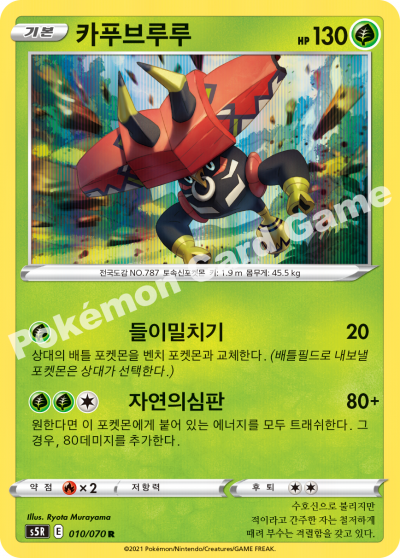 기본 카푸브루루 HP 130
전국도감 NO.787 토속신포켓몬 키: 1.9 m 몸무게: 45.5 kg
들이밀치기 20
상대의 배틀 포켓몬을 벤치 포켓몬과 교체한다. (배틀필드로 내보낼
포켓몬은 상대가 선택한다.)
자연의심판 80+
원한다면 이 포켓몬에게 붙어 있는 에너지를 모두 트래쉬한다. 그
경우, 80데미지를 추가한다.
약점 ×2 저항력 후퇴
Illus. Ryota Murayama
s5R E 010/070 R
수호신으로 불리지만
적이라고 간주한 자는 철저하게
때려 부수는 격렬함을 갖고 있다.
©2021 Pokémon/Nintendo/Creatures/GAME FREAK.
Pokémon Card Game